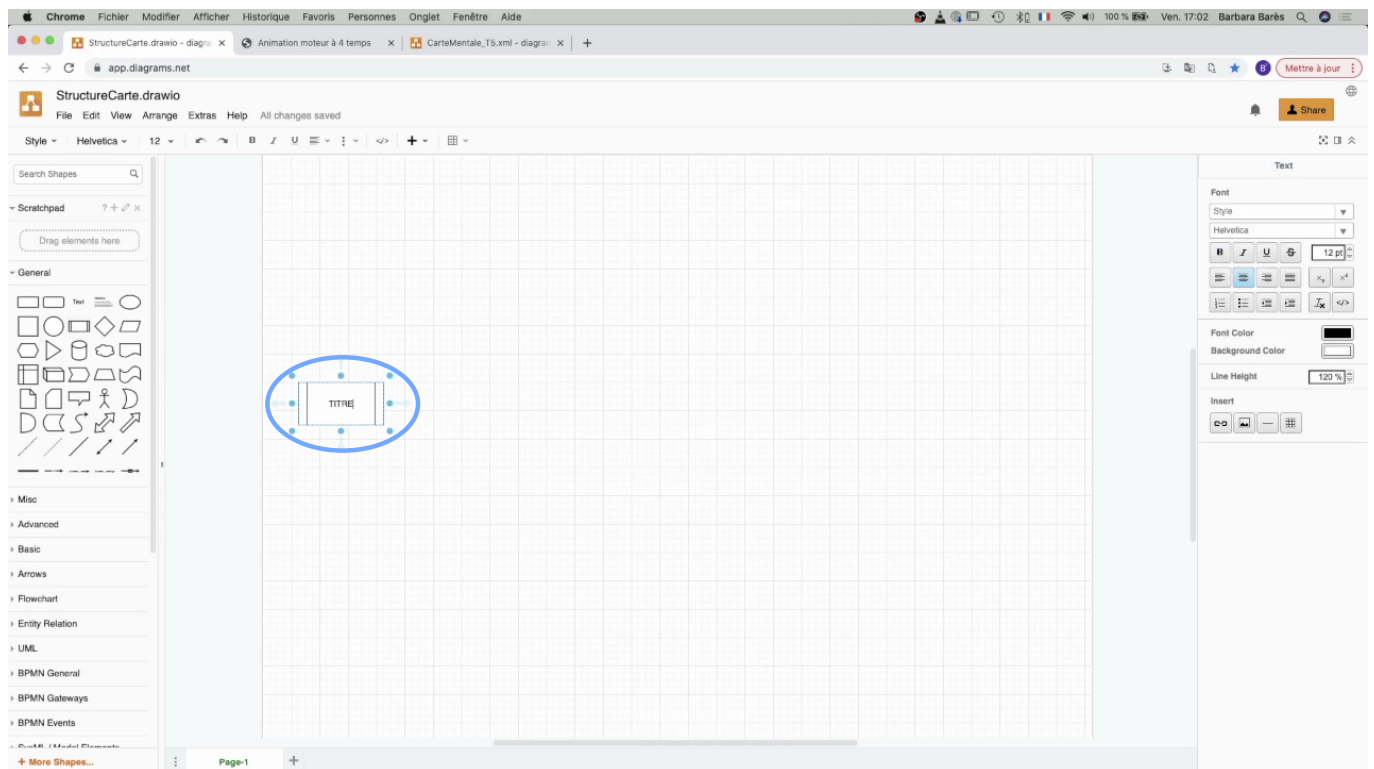 Chrome Fichier Modifier Afficher Historique Favoris Personnes Onglet Fenêtre Aide 100 % Ven. 17:02 Barbara Barès
StructureCarte.drawio - diagra Animation moteur à 4 temps CarteMentale_T5.xml - diagram
app.diagrams.net B Mettre à jour
StructureCarte.drawio
File Edit View Arrange Extras Help All changes saved Share
Style Helvetica 12 B I U
Search Shapes
Scratchpad
Drag elements here
General
Text
Misc
Advanced
Basic
Arrows
Flowchart
Entity Relation
UML
BPMN General
BPMN Gateways
BPMN Events
SysML / Model Elements
+ More Shapes...
TITRE
Page-1
Text
Font
Style
Helvetica
B I U S 12 pt
Font Color
Background Color
Line Height 120 %
Insert